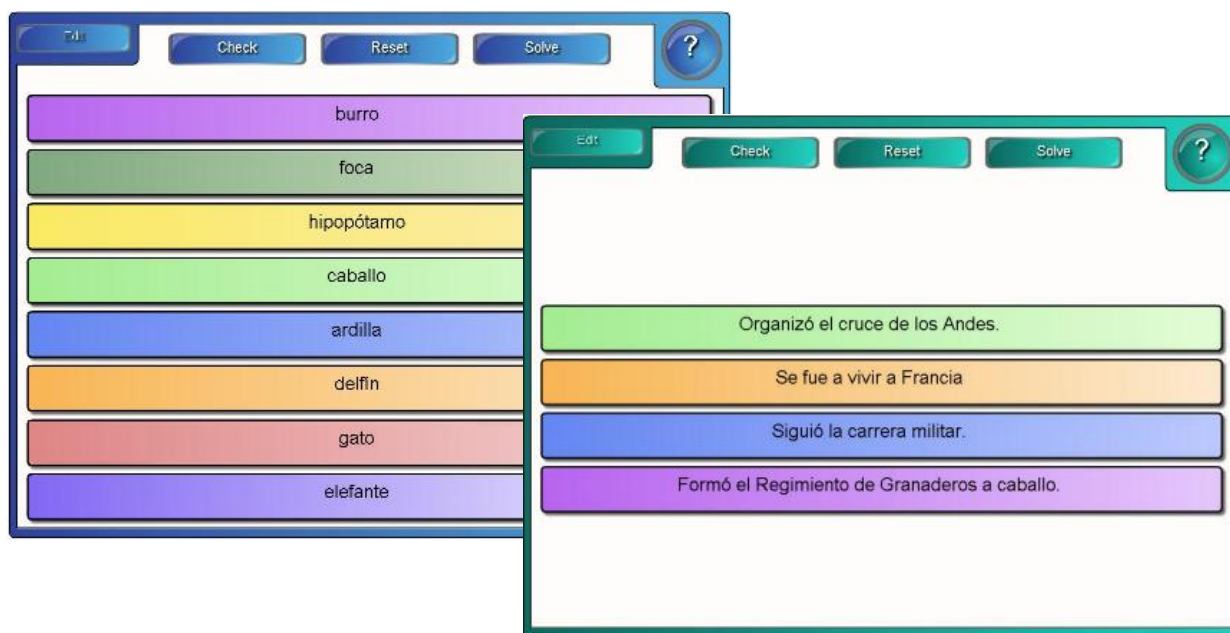 Edit
Check
Reset
Solve
?
burro
foca
hipopótamo
caballo
ardilla
delfín
gato
elefante
Edit
Check
Reset
Solve
?
Organizó el cruce de los Andes.
Se fue a vivir a Francia
Siguió la carrera militar.
Formó el Regimiento de Granaderos a caballo.